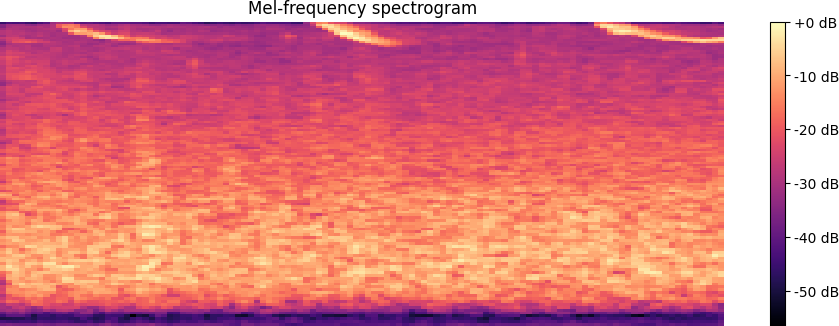 Mel-frequency spectrogram
+0 dB
-10 dB
-20 dB
-30 dB
-40 dB
-50 dB